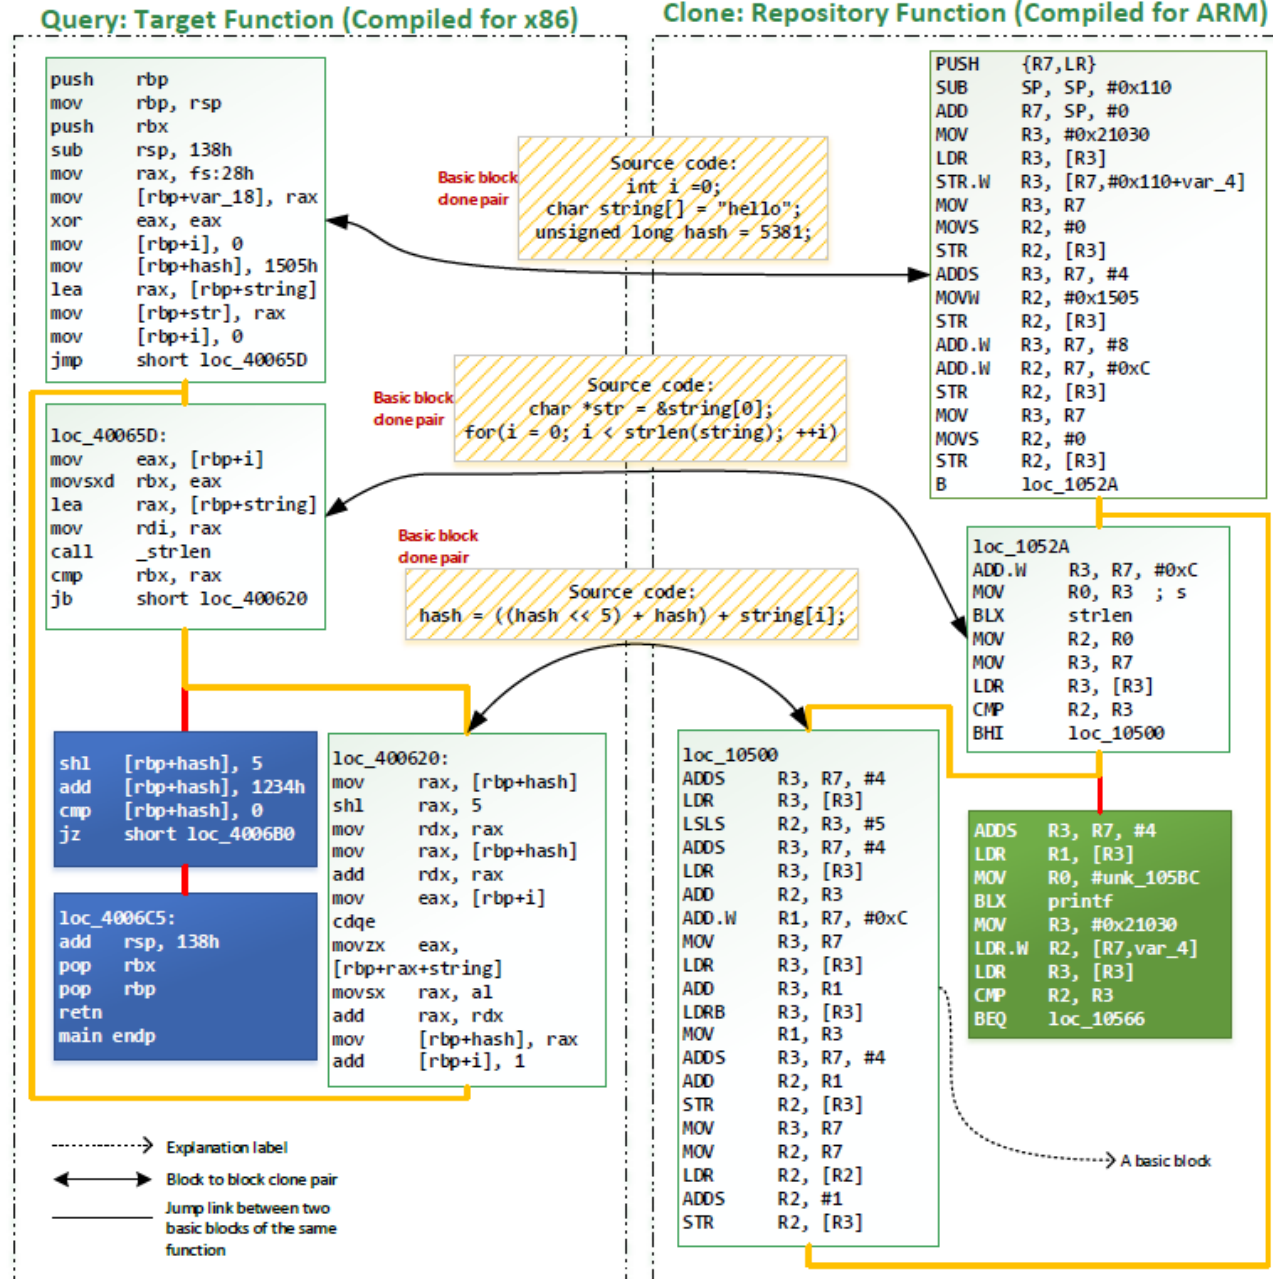 Query: Target Function (Compiled for x86)
Clone: Repository Function (Compiled for ARM)
push rbp
mov rbp, rsp
push rbx
sub rsp, 138h
mov rax, fs:28h
mov [rbp+var_18], rax
xor eax, eax
mov [rbp+i], 0
mov [rbp+hash], 1505h
lea rax, [rbp+string]
mov [rbp+str], rax
mov [rbp+i], 0
jmp short loc_40065D
loc_40065D:
mov eax, [rbp+i]
movsxd rbx, eax
lea rax, [rbp+string]
mov rdi, rax
call _strlen
cmp rbx, rax
jb short loc_400620
shl [rbp+hash], 5
add [rbp+hash], 1234h
cmp [rbp+hash], 0
jz short loc_4006B0
loc_4006C5:
add rsp, 138h
pop rbx
pop rbp
retn
main endp
loc_400620:
mov rax, [rbp+hash]
shl rax, 5
mov rdx, rax
mov rax, [rbp+hash]
add rdx, rax
mov eax, [rbp+i]
cdqe
movzx eax,
[rbp+rax+string]
movsx rax, al
add rax, rdx
mov [rbp+hash], rax
add [rbp+i], 1
Basic block
clone pair
Source code:
int i =0;
char string[] = "hello";
unsigned long hash = 5381;
Basic block
clone pair
Source code:
char *str = &string[0];
for(i = 0; i < strlen(string); ++i)
Basic block
clone pair
Source code:
hash = ((hash << 5) + hash) + string[i];
PUSH {R7,LR}
SUB SP, SP, #0x110
ADD R7, SP, #0
MOV R3, #0x21030
LDR R3, [R3]
STR.W R3, [R7,#0x110+var_4]
MOV R3, R7
MOVS R2, #0
STR R2, [R3]
ADDS R3, R7, #4
MOVW R2, #0x1505
STR R2, [R3]
ADD.W R3, R7, #8
ADD.W R2, R7, #0xC
STR R2, [R3]
MOV R3, R7
MOVS R2, #0
STR R2, [R3]
B loc_1052A
loc_1052A
ADD.W R3, R7, #0xC
MOV R0, R3 ; s
BLX strlen
MOV R2, R0
MOV R3, R7
LDR R3, [R3]
CMP R2, R3
BHI loc_10500
loc_10500
ADDS R3, R7, #4
LDR R3, [R3]
LSLS R2, R3, #5
ADDS R3, R7, #4
LDR R3, [R3]
ADD R2, R3
ADD.W R1, R7, #0xC
MOV R3, R7
LDR R3, [R3]
ADD R3, R1
LDRB R3, [R3]
MOV R1, R3
ADDS R3, R7, #4
ADD R2, R1
STR R2, [R3]
MOV R3, R7
MOV R2, R7
LDR R2, [R2]
ADDS R2, #1
STR R2, [R3]
ADDS R3, R7, #4
LDR R1, [R3]
MOV R0, #unk_105BC
BLX printf
MOV R3, #0x21030
LDR.W R2, [R7,var_4]
LDR R3, [R3]
CMP R2, R3
BEQ loc_10566
A basic block
Explanation label
Block to block clone pair
Jump link between two
basic blocks of the same
function